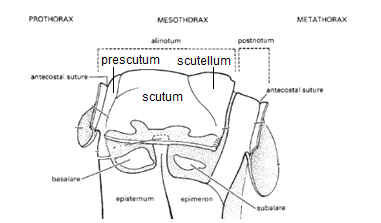 PROTHORAX MESOTHORAX METATHORAX
alinotum postnotum
prescutum scutellum
antecostal suture
antecostal suture
scutum
basalare
subalare
episternum epimeron